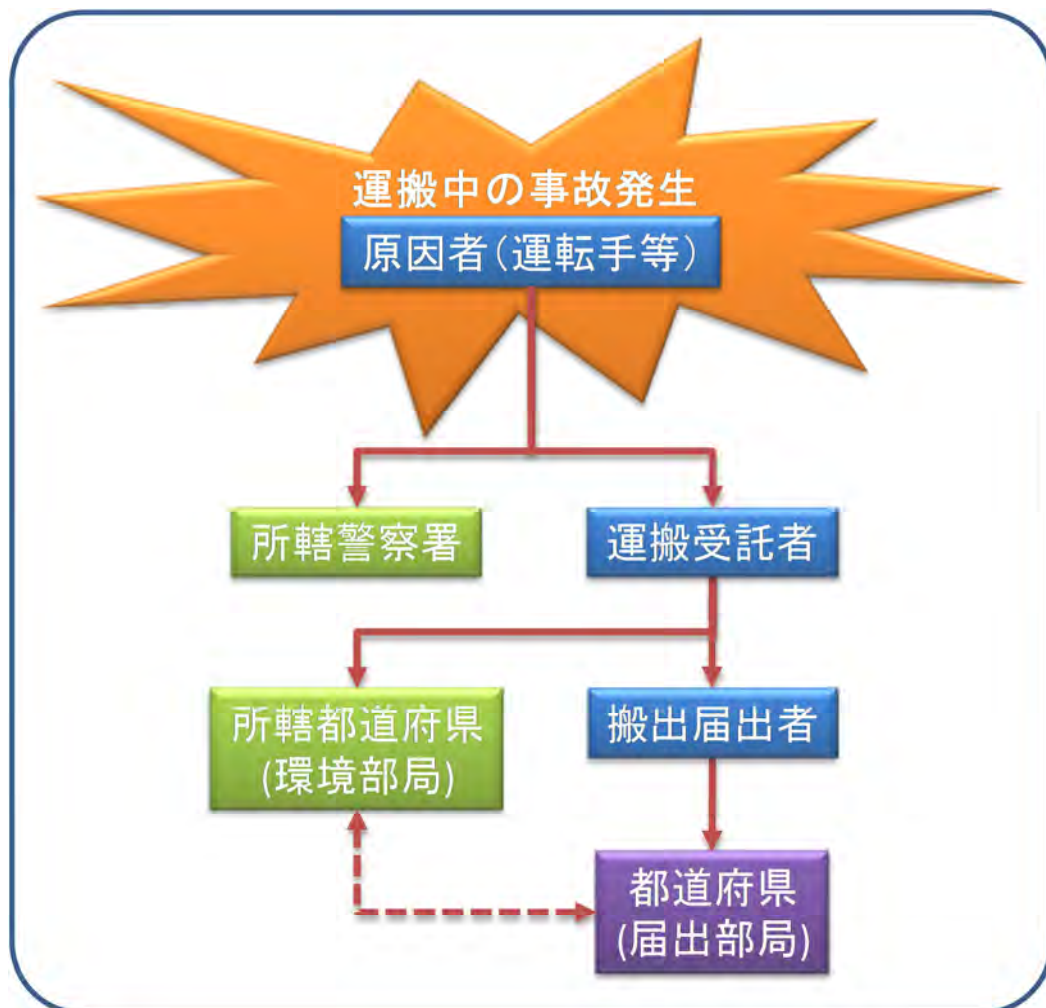 運搬中の事故発生
原因者(運転手等)
所轄警察署
運搬受託者
所轄都道府県
(環境部局)
搬出届出者
都道府県
(届出部局)